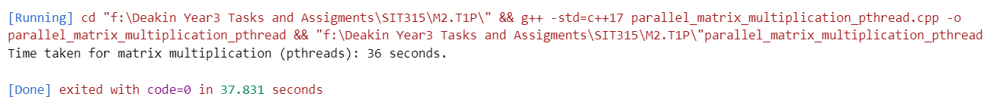 [Running] cd "f:\Deakin Year3 Tasks and Assigments\SIT315\M2.T1P\" && g++ -std=c++17 parallel_matrix_multiplication_pthread.cpp -o
parallel_matrix_multiplication_pthread && "f:\Deakin Year3 Tasks and Assigments\SIT315\M2.T1P\"parallel_matrix_multiplication_pthread
Time taken for matrix multiplication (pthreads): 36 seconds.
[Done] exited with code=0 in 37.831 seconds